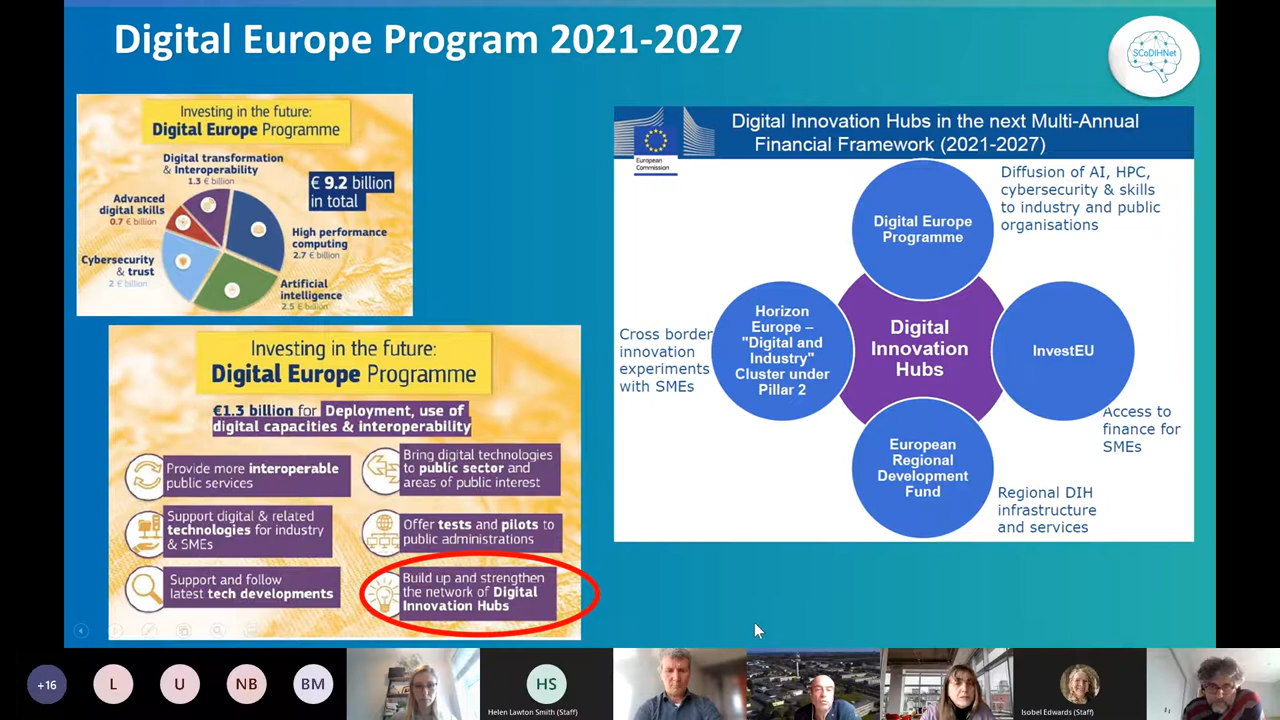 Digital Europe Program 2021-2027
SCoDIHNet
Investing in the future:
Digital Europe Programme
Digital transformation
& Interoperability
1.3 € billion
€ 9.2 billion
in total
Advanced
digital skills
0.7 € billion
High performance
computing
2.7 € billion
Cybersecurity
& trust
2 € billion
Artificial
intelligence
2.5 € billion
Investing in the future:
Digital Europe Programme
€1.3 billion for Deployment, use of
digital capacities & interoperability
Provide more interoperable
public services
Bring digital technologies
to public sector and
areas of public interest
Support digital & related
technologies for industry
& SMEs
Offer tests and pilots to
public administrations
Support and follow
latest tech developments
Build up and strengthen
the network of Digital
Innovation Hubs
European
Commission
Digital Innovation Hubs in the next Multi-Annual
Financial Framework (2021-2027)
Digital Europe
Programme
Diffusion of AI, HPC,
cybersecurity & skills
to industry and public
organisations
Cross border
innovation
experiments
with SMEs
Horizon
Europe –
"Digital and
Industry"
Cluster under
Pillar 2
Digital
Innovation
Hubs
InvestEU
Access to
finance for
SMEs
European
Regional
Development
Fund
Regional DIH
infrastructure
and services
+16
L
U
NB
BM
HS
Helen Lawton Smith (Staff)
Isobel Edwards (Staff)